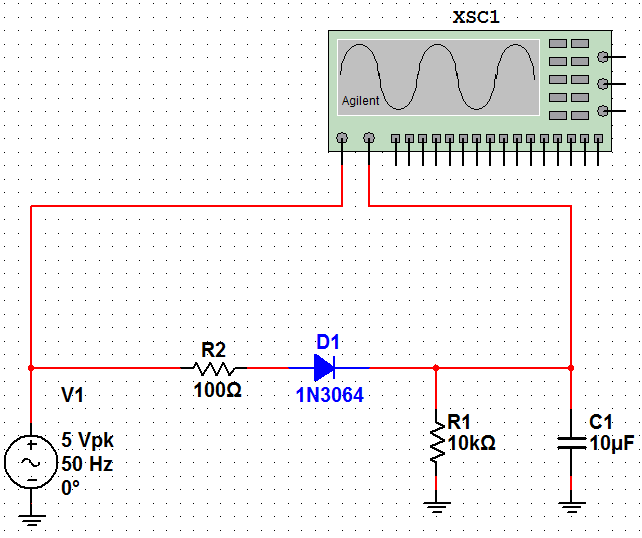 XSC1
Agilent
R2
100Ω
D1
1N3064
V1
5 Vpk
50 Hz
0°
R1
10kΩ
C1
10µF